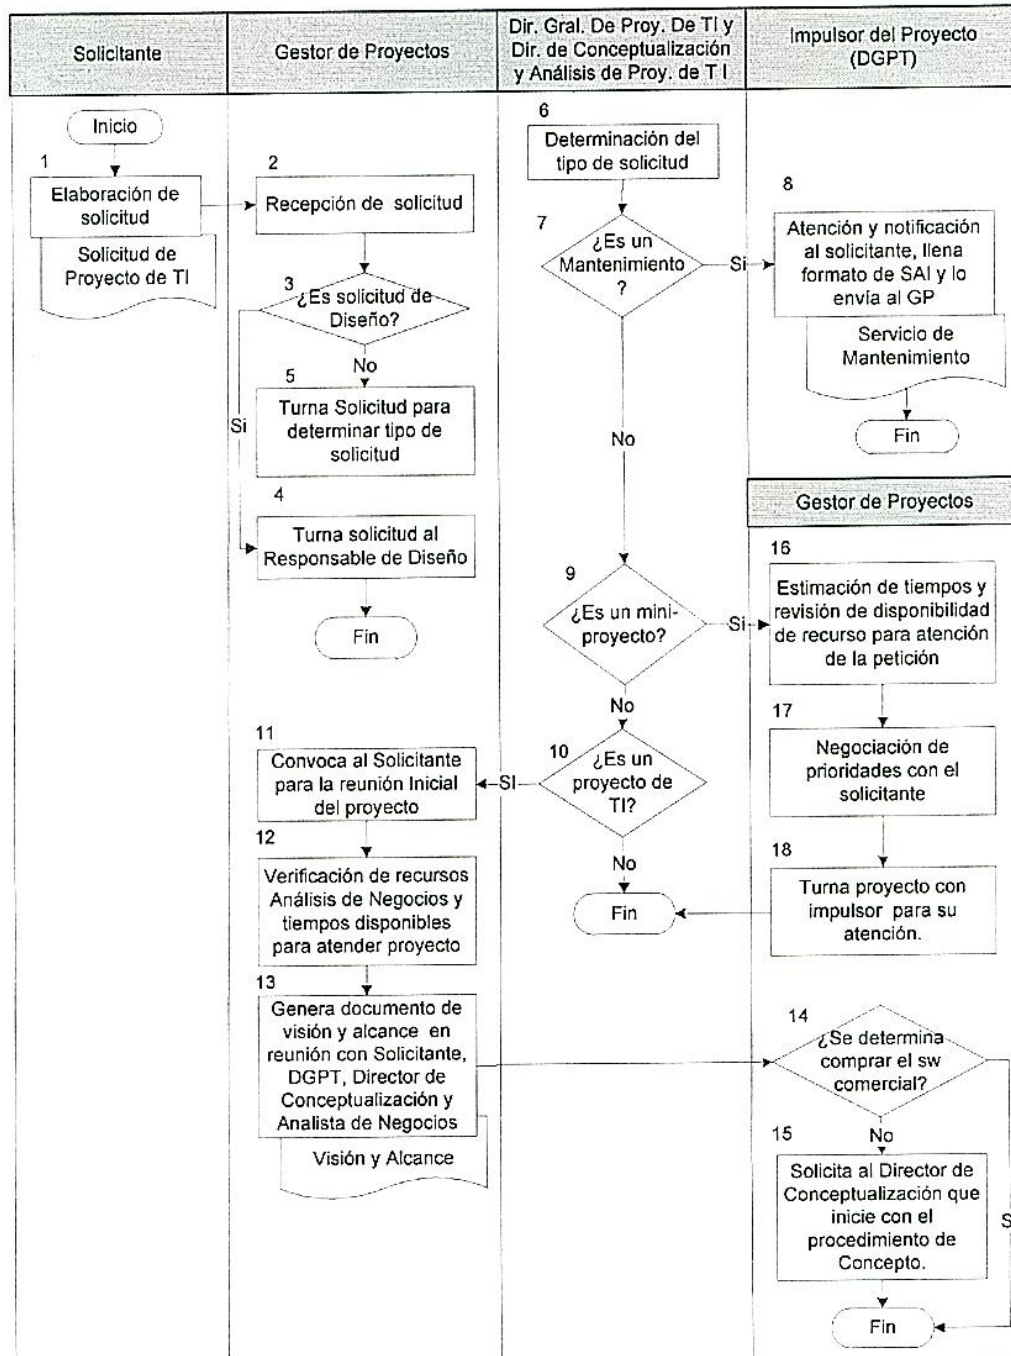 Solicitante
Gestor de Proyectos
Dir. Gral. De Proy. De TI y
Dir. de Conceptualización
y Análisis de Proy. de T I
Impulsor del Proyecto
(DGPT)
Inicio
1
Elaboración de
solicitud
Solicitud de
Proyecto de TI
2
Recepción de solicitud
3
¿Es solicitud de
Diseño?
No
Si
5
Turna Solicitud para
determinar tipo de
solicitud
4
Turna solicitud al
Responsable de Diseño
Fin
6
Determinación del
tipo de solicitud
7
¿Es un
Mantenimiento
?
Si
No
8
Atención y notificación
al solicitante, llena
formato de SAI y lo
envía al GP
Servicio de
Mantenimiento
Fin
Gestor de Proyectos
9
¿Es un mini-
proyecto?
Si
No
16
Estimación de tiempos y
revisión de disponibilidad
de recurso para atención
de la petición
17
Negociación de
prioridades con el
solicitante
18
Turna proyecto con
impulsor para su
atención.
10
¿Es un
proyecto de
TI?
SI
No
Fin
11
Convoca al Solicitante
para la reunión Inicial
del proyecto
12
Verificación de recursos
Análisis de Negocios y
tiempos disponibles
para atender proyecto
13
Genera documento de
visión y alcance en
reunión con Solicitante,
DGPT, Director de
Conceptualización y
Analista de Negocios
Visión y Alcance
14
¿Se determina
comprar el sw
comercial?
No
15
Solicita al Director de
Conceptualización que
inicie con el
procedimiento de
Concepto.
Fin